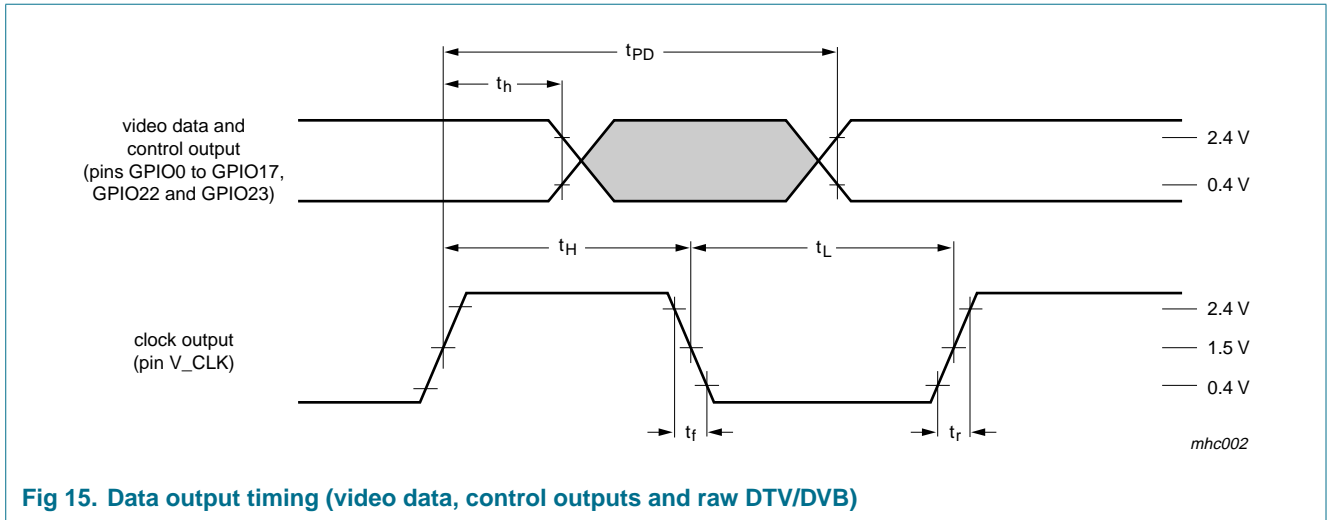 tPD
th
video data and
control output
(pins GPIO0 to GPIO17,
GPIO22 and GPIO23)
2.4 V
0.4 V
tH
tL
clock output
(pin V_CLK)
2.4 V
1.5 V
0.4 V
tf
tr
mhc002
Fig 15. Data output timing (video data, control outputs and raw DTV/DVB)